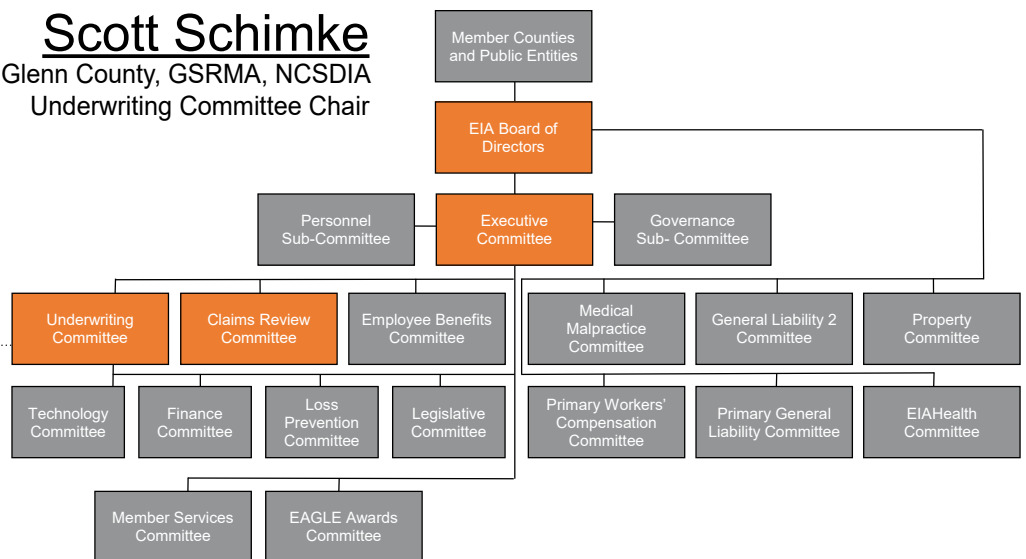 Scott Schimke
Glenn County, GSRMA, NCSDIA
Underwriting Committee Chair
Member Counties
and Public Entities
EIA Board of
Directors
Personnel
Sub-Committee
Executive
Committee
Governance
Sub- Committee
Underwriting
Committee
Claims Review
Committee
Employee Benefits
Committee
Medical
Malpractice
Committee
General Liability 2
Committee
Property
Committee
Technology
Committee
Finance
Committee
Loss
Prevention
Committee
Legislative
Committee
Primary Workers’
Compensation
Committee
Primary General
Liability Committee
EIAHealth
Committee
Member Services
Committee
EAGLE Awards
Committee